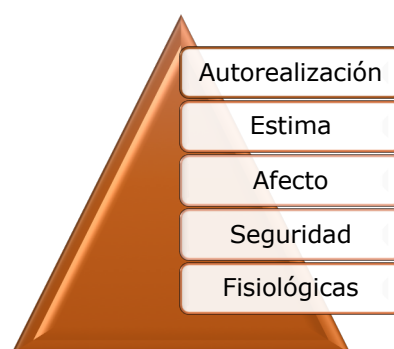 Autorealización
Estima
Afecto
Seguridad
Fisiológicas